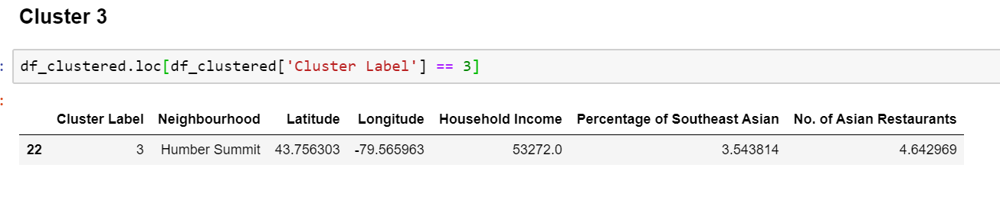 Cluster 3
: df_clustered.loc[df_clustered['Cluster Label'] == 3]
:
Cluster Label Neighbourhood Latitude Longitude Household Income Percentage of Southeast Asian No. of Asian Restaurants
22 3 Humber Summit 43.756303 -79.565963 53272.0 3.543814 4.642969